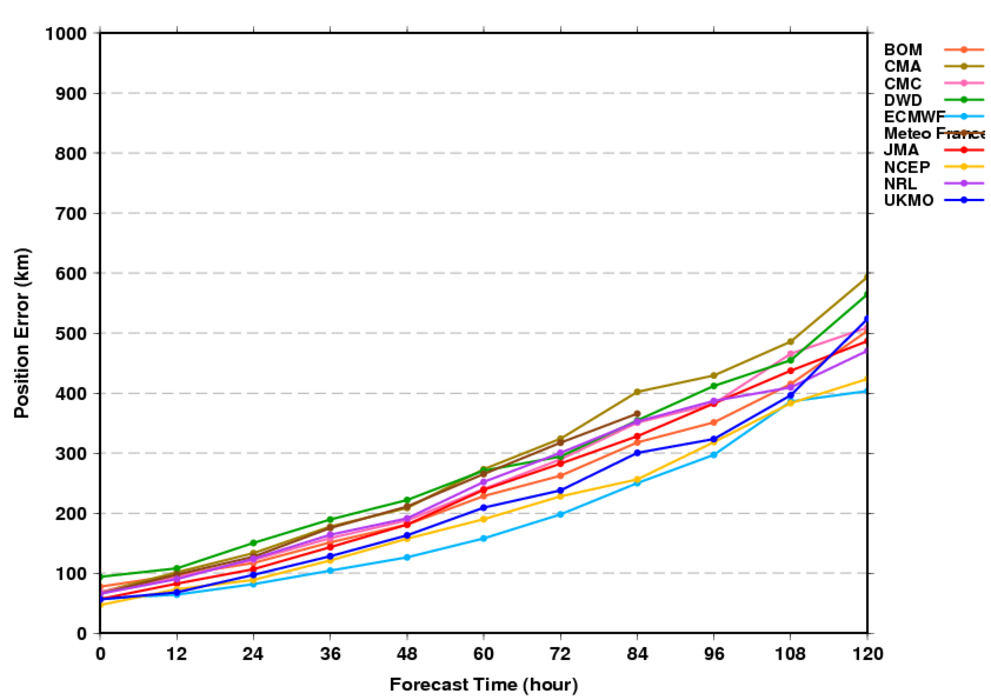 1000
900
800
700
600
500
400
300
200
100
0
0 12 24 36 48 60 72 84 96 108 120
Position Error (km)
Forecast Time (hour)
BOM
CMA
CMC
DWD
ECMWF
Meteo France
JMA
NCEP
NRL
UKMO